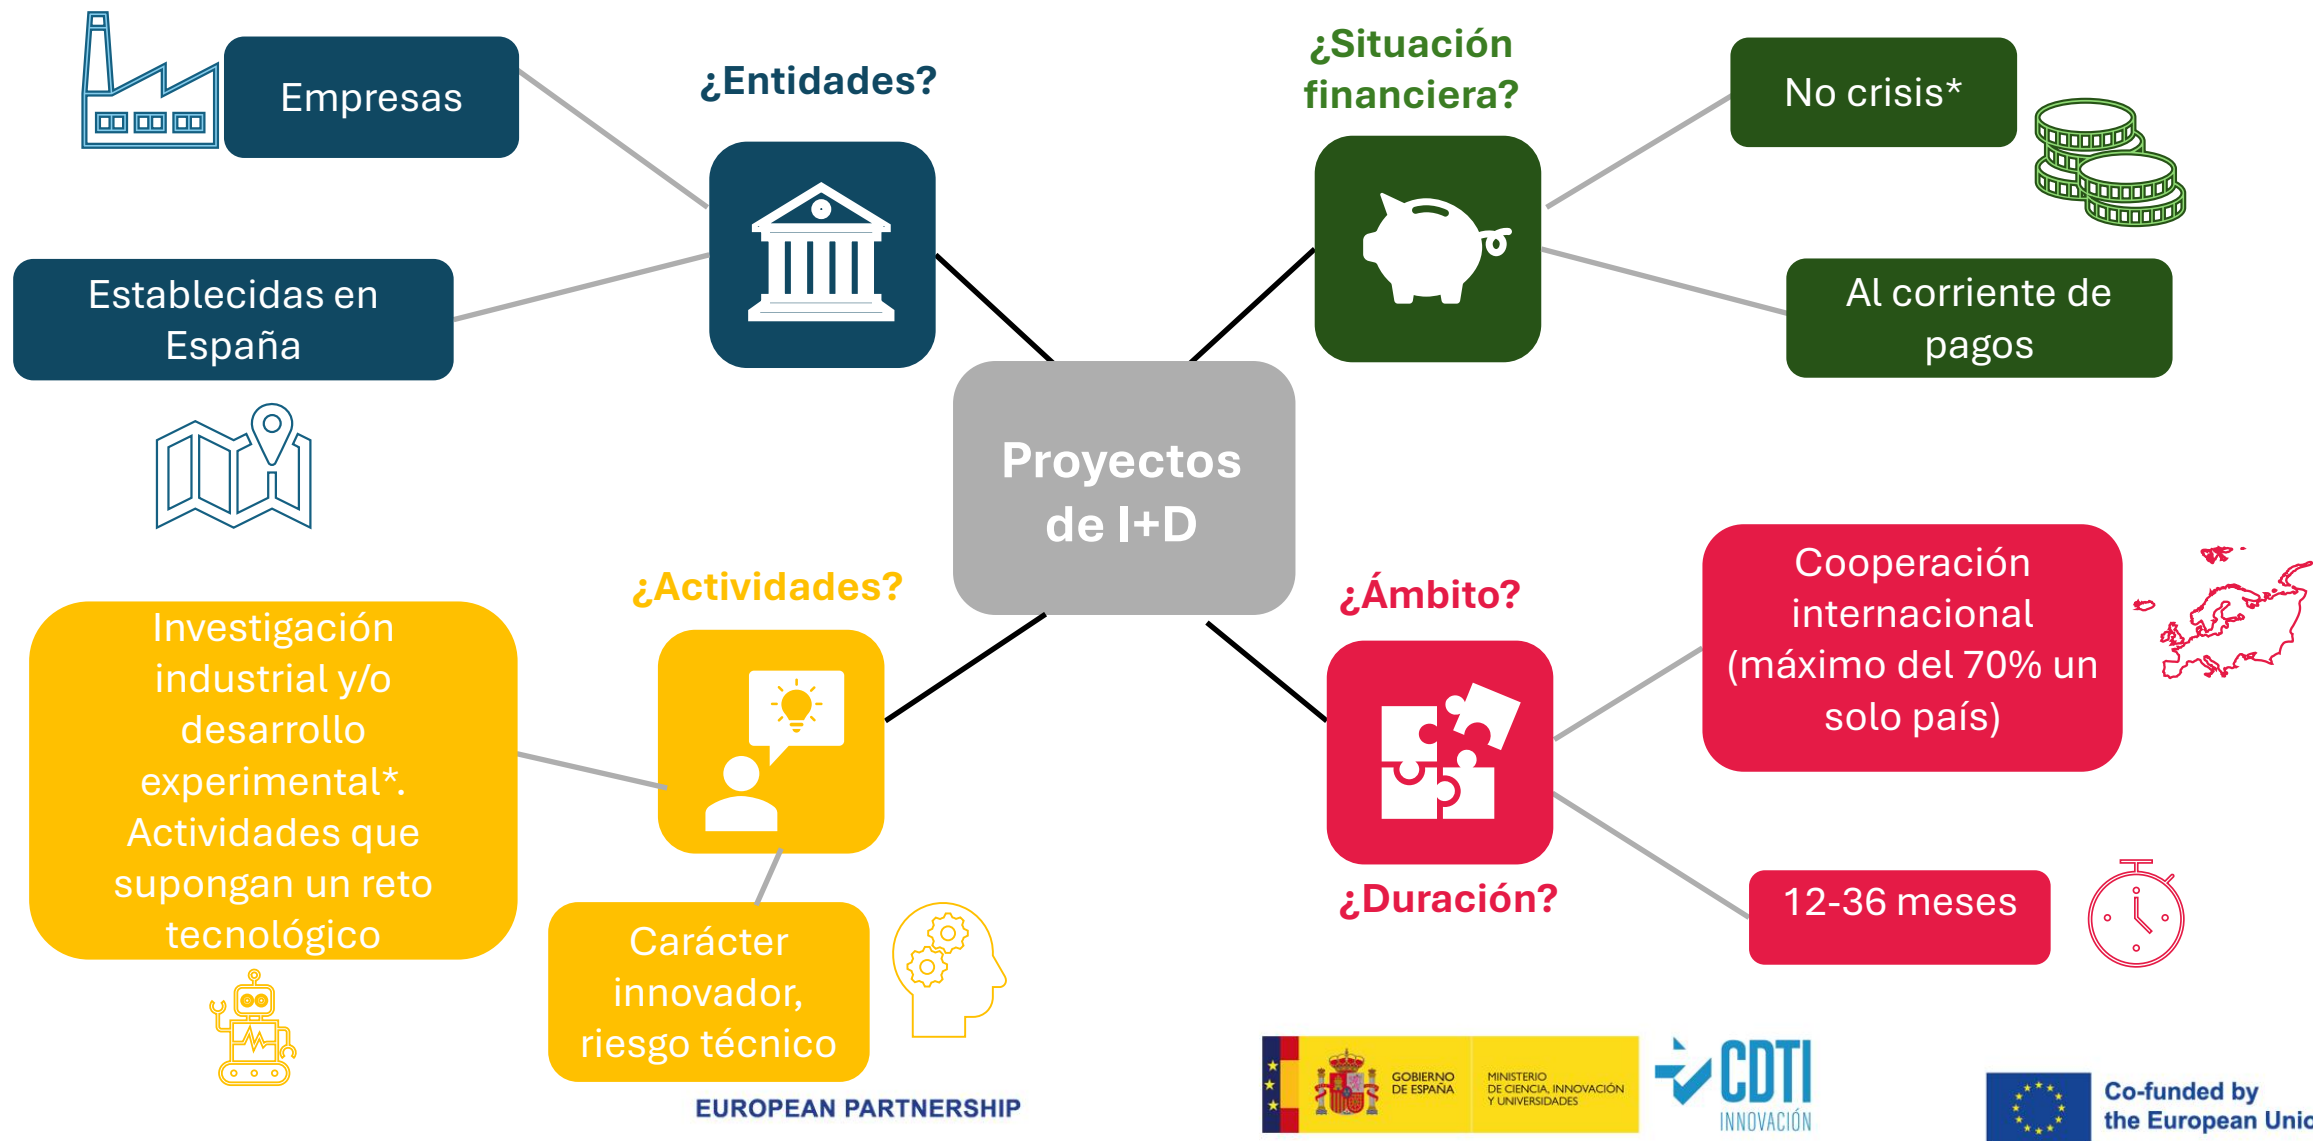 ¿Entidades?
Empresas
Establecidas en
España
¿Situación
financiera?
No crisis*
Al corriente de
pagos
Proyectos
de I+D
¿Actividades?
Investigación
industrial y/o
desarrollo
experimental*.
Actividades que
supongan un reto
tecnológico
Carácter
innovador,
riesgo técnico
¿Ámbito?
Cooperación
internacional
(máximo del 70% un
solo país)
¿Duración?
12-36 meses
EUROPEAN PARTNERSHIP
GOBIERNO
DE ESPAÑA
MINISTERIO
DE CIENCIA, INNOVACIÓN
Y UNIVERSIDADES
CDTI
INNOVACIÓN
Co-funded by
the European Unio